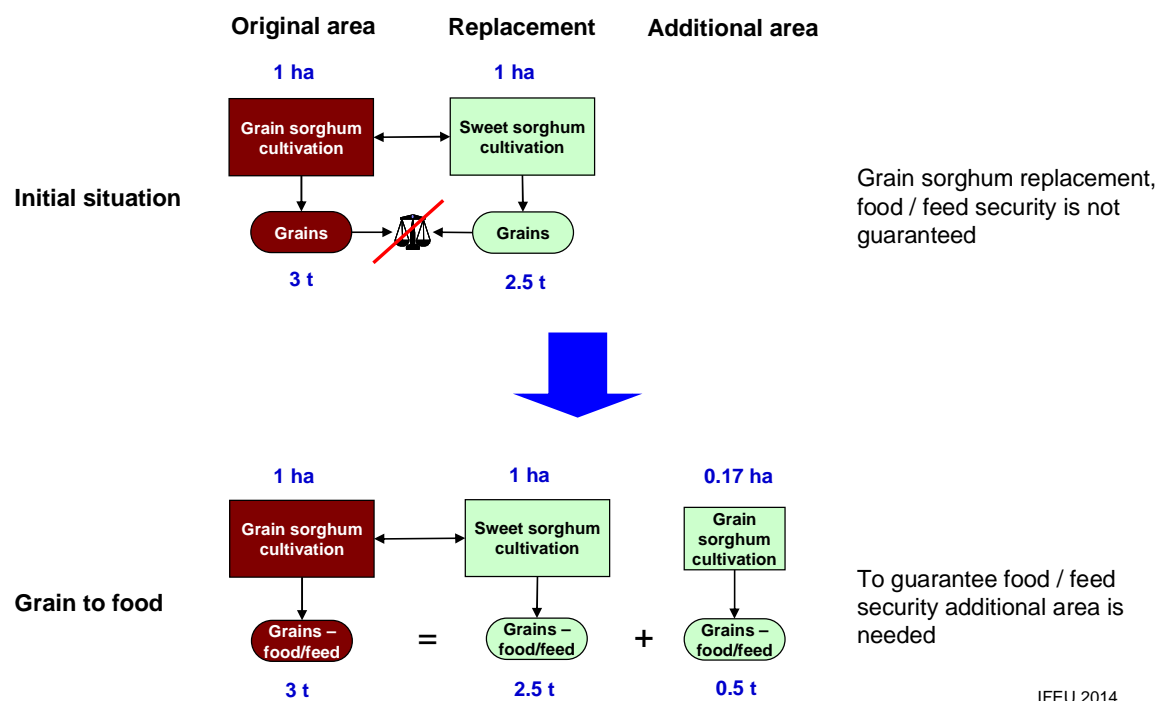 Original area
Replacement
Additional area
1 ha
1 ha
Grain sorghum
cultivation
Sweet sorghum
cultivation
Initial situation
Grain sorghum replacement,
food / feed security is not
guaranteed
Grains
Grains
3 t
2.5 t
1 ha
1 ha
0.17 ha
Grain sorghum
cultivation
Sweet sorghum
cultivation
Grain
sorghum
cultivation
Grain to food
To guarantee food / feed
security additional area is
needed
Grains –
food/feed
=
Grains –
food/feed
+
Grains –
food/feed
3 t
2.5 t
0.5 t
IFEU 2014